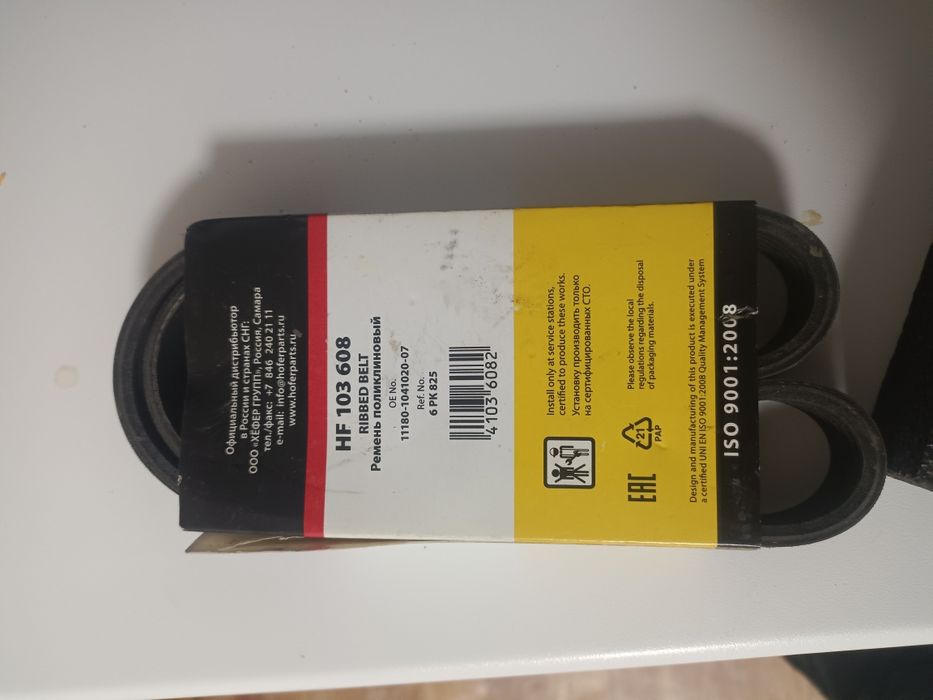 Официальный дистрибьютор
в России и странах СНГ:
ООО «ХЁФЕР ГРУПП», Россия, Самара
тел./факс: +7 846 240 21 11
e-mail: info@hoferparts.ru
www.hoferparts.ru
HF 103 608
RIBBED BELT
Ремень поликлиновый
OE No.
11180-1041020-07
Ref. No.
6 PK 825
4103 6082
Install only at service stations,
certified to produce these works.
Установку производить только
на сертифицированных СТО.
EAC
21
PAP
Please observe the local
regulations regarding the disposal
of packaging materials.
Design and manufacturing of this product is executed under
a certified UNI EN ISO 9001:2008 Quality Management System
ISO 9001:2008